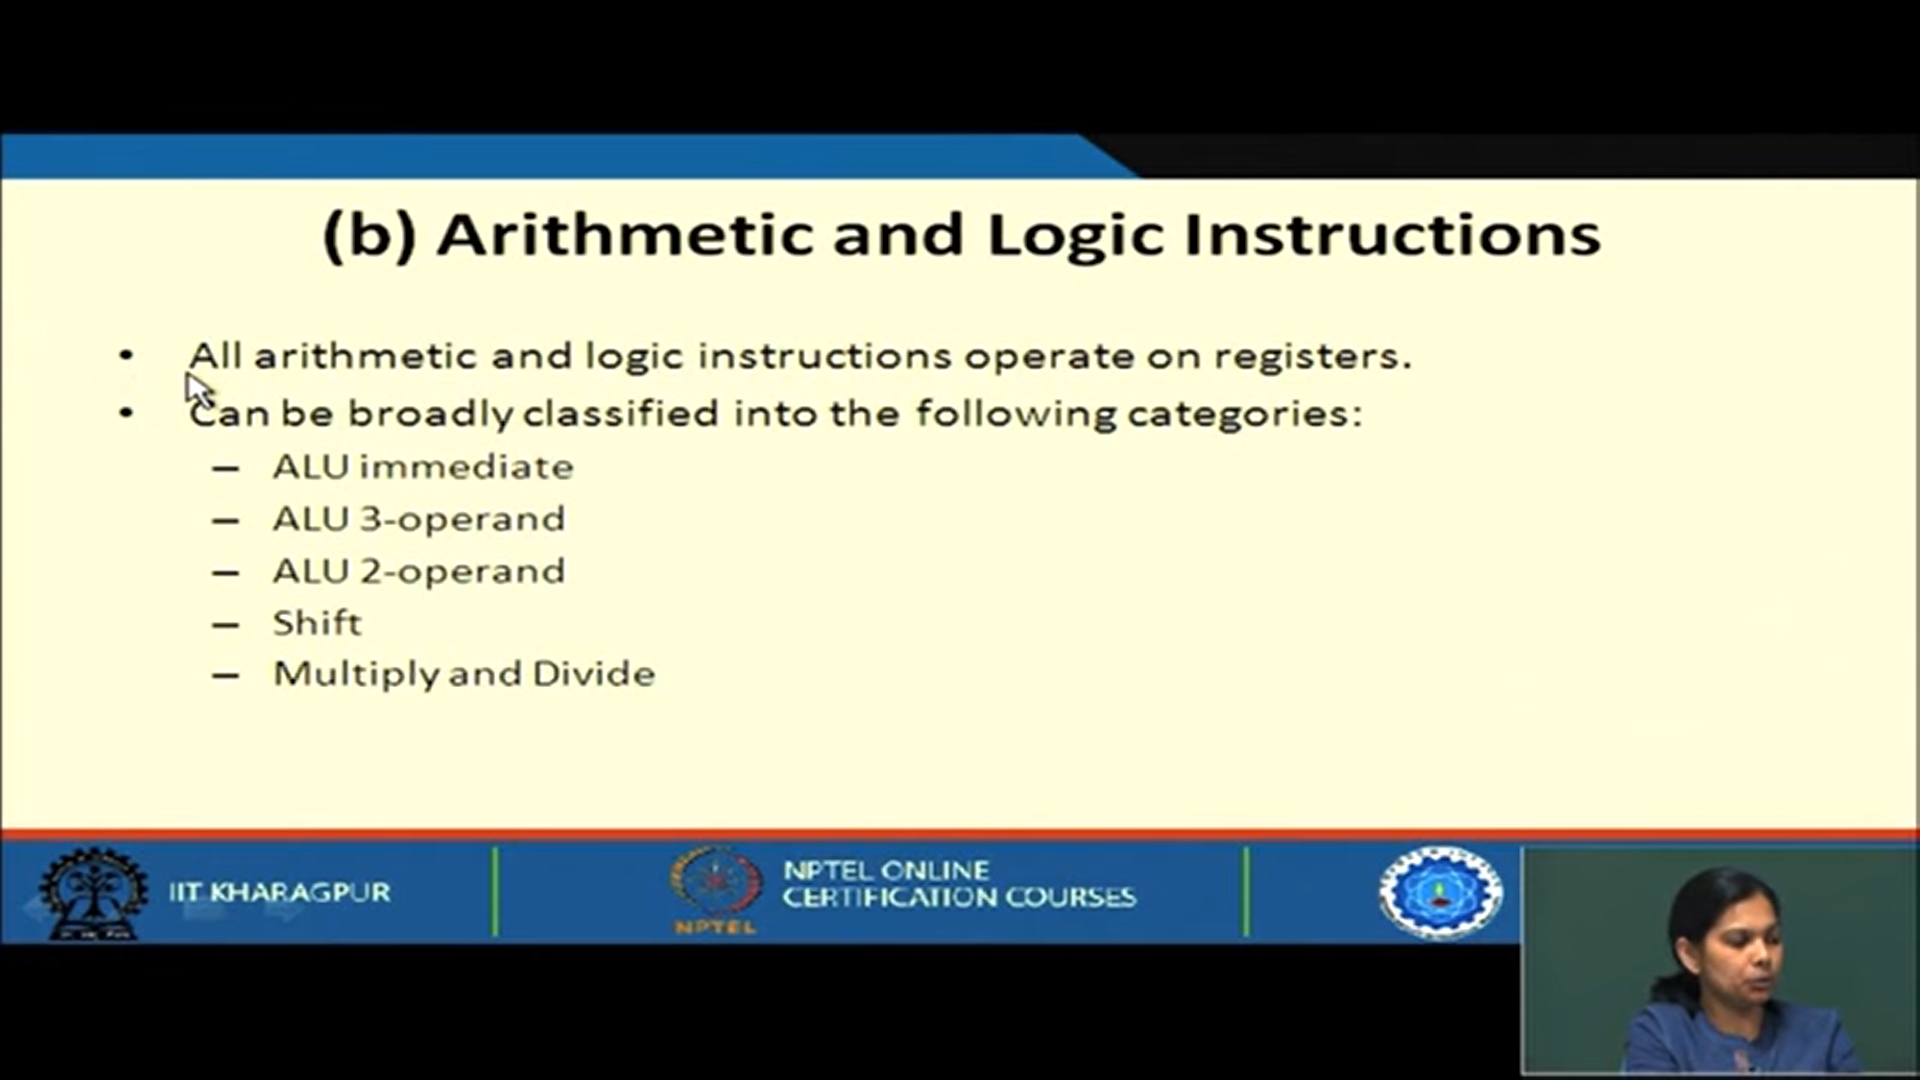 (b) Arithmetic and Logic Instructions
• All arithmetic and logic instructions operate on registers.
• Can be broadly classified into the following categories:
– ALU immediate
– ALU 3-operand
– ALU 2-operand
– Shift
– Multiply and Divide
IIT KHARAGPUR
NPTEL
NPTEL ONLINE
CERTIFICATION COURSES